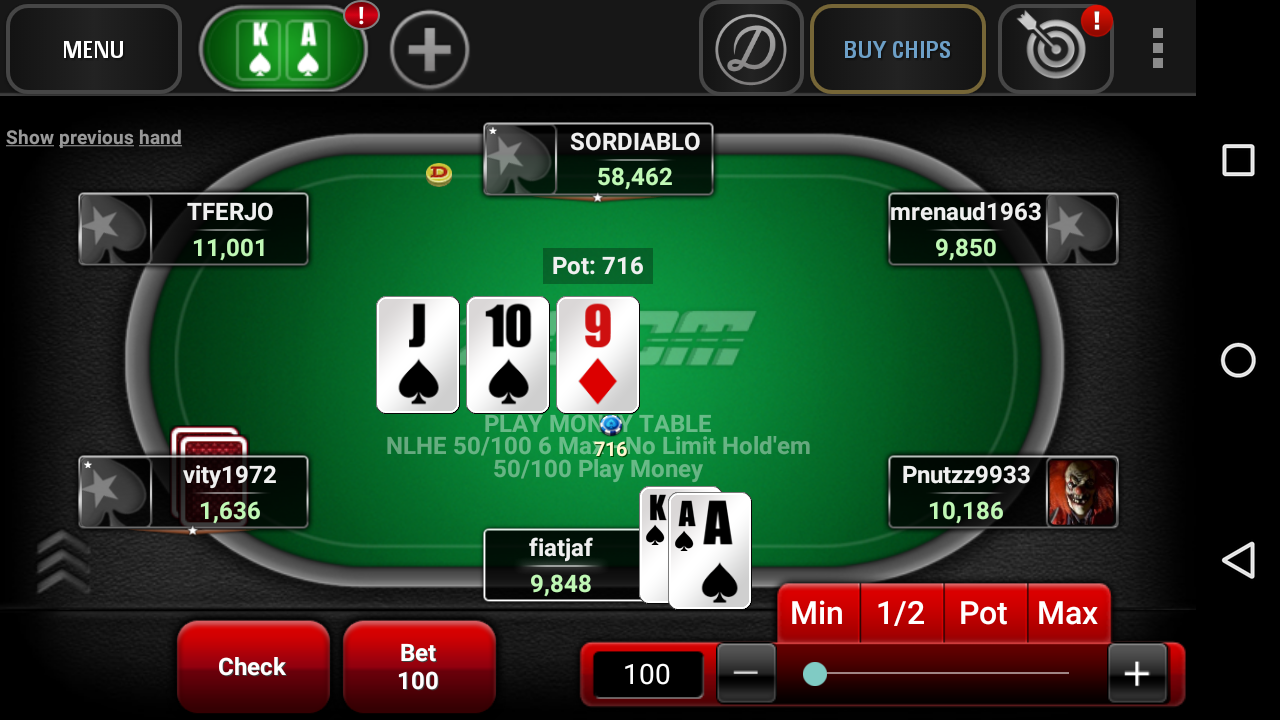 MENU
K A
!
D
BUY CHIPS
!
Show previous hand
D
SORDIABLO
58,462
TFERJO
11,001
mrenaud1963
9,850
Pot: 716
J 10 9
PLAY MONEY TABLE
716
NLHE 50/100 6 Max, No Limit Hold'em
50/100 Play Money
vity1972
1,636
Pnutzz9933
10,186
K A A
fiatjaf
9,848
Min 1/2 Pot Max
Check
Bet
100
100